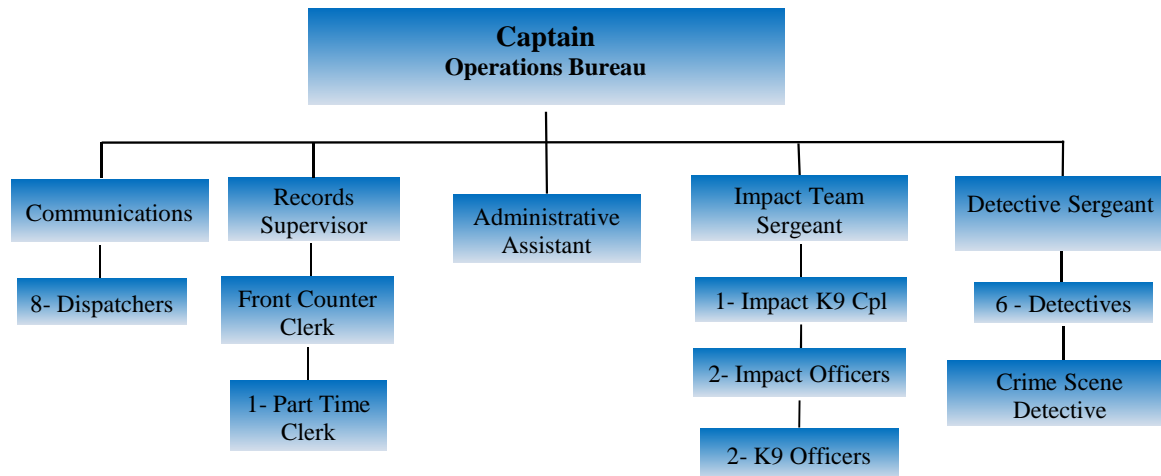 Captain
Operations Bureau
Communications
Records
Supervisor
Administrative
Assistant
Impact Team
Sergeant
Detective Sergeant
8- Dispatchers
Front Counter
Clerk
1- Impact K9 Cpl
6 - Detectives
1- Part Time
Clerk
2- Impact Officers
Crime Scene
Detective
2- K9 Officers